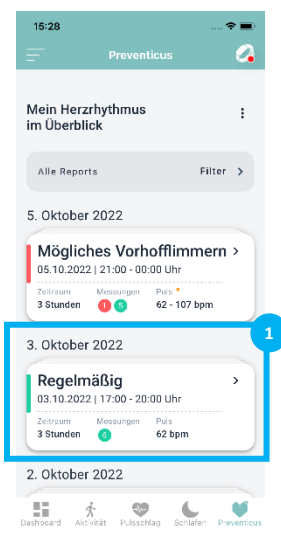 15:28
Preventicus
Mein Herzrhythmus
im Überblick
Alle Reports Filter
5. Oktober 2022
Mögliches Vorhofflimmern
05.10.2022 | 21:00 - 00:00 Uhr
Zeitraum Messungen Puls
3 Stunden 1 5 62 - 107 bpm
1
3. Oktober 2022
Regelmäßig
03.10.2022 | 17:00 - 20:00 Uhr
Zeitraum Messungen Puls
3 Stunden 6 62 bpm
2. Oktober 2022
Dashboard Aktivität Pulsschlag Schlafen Preventicus